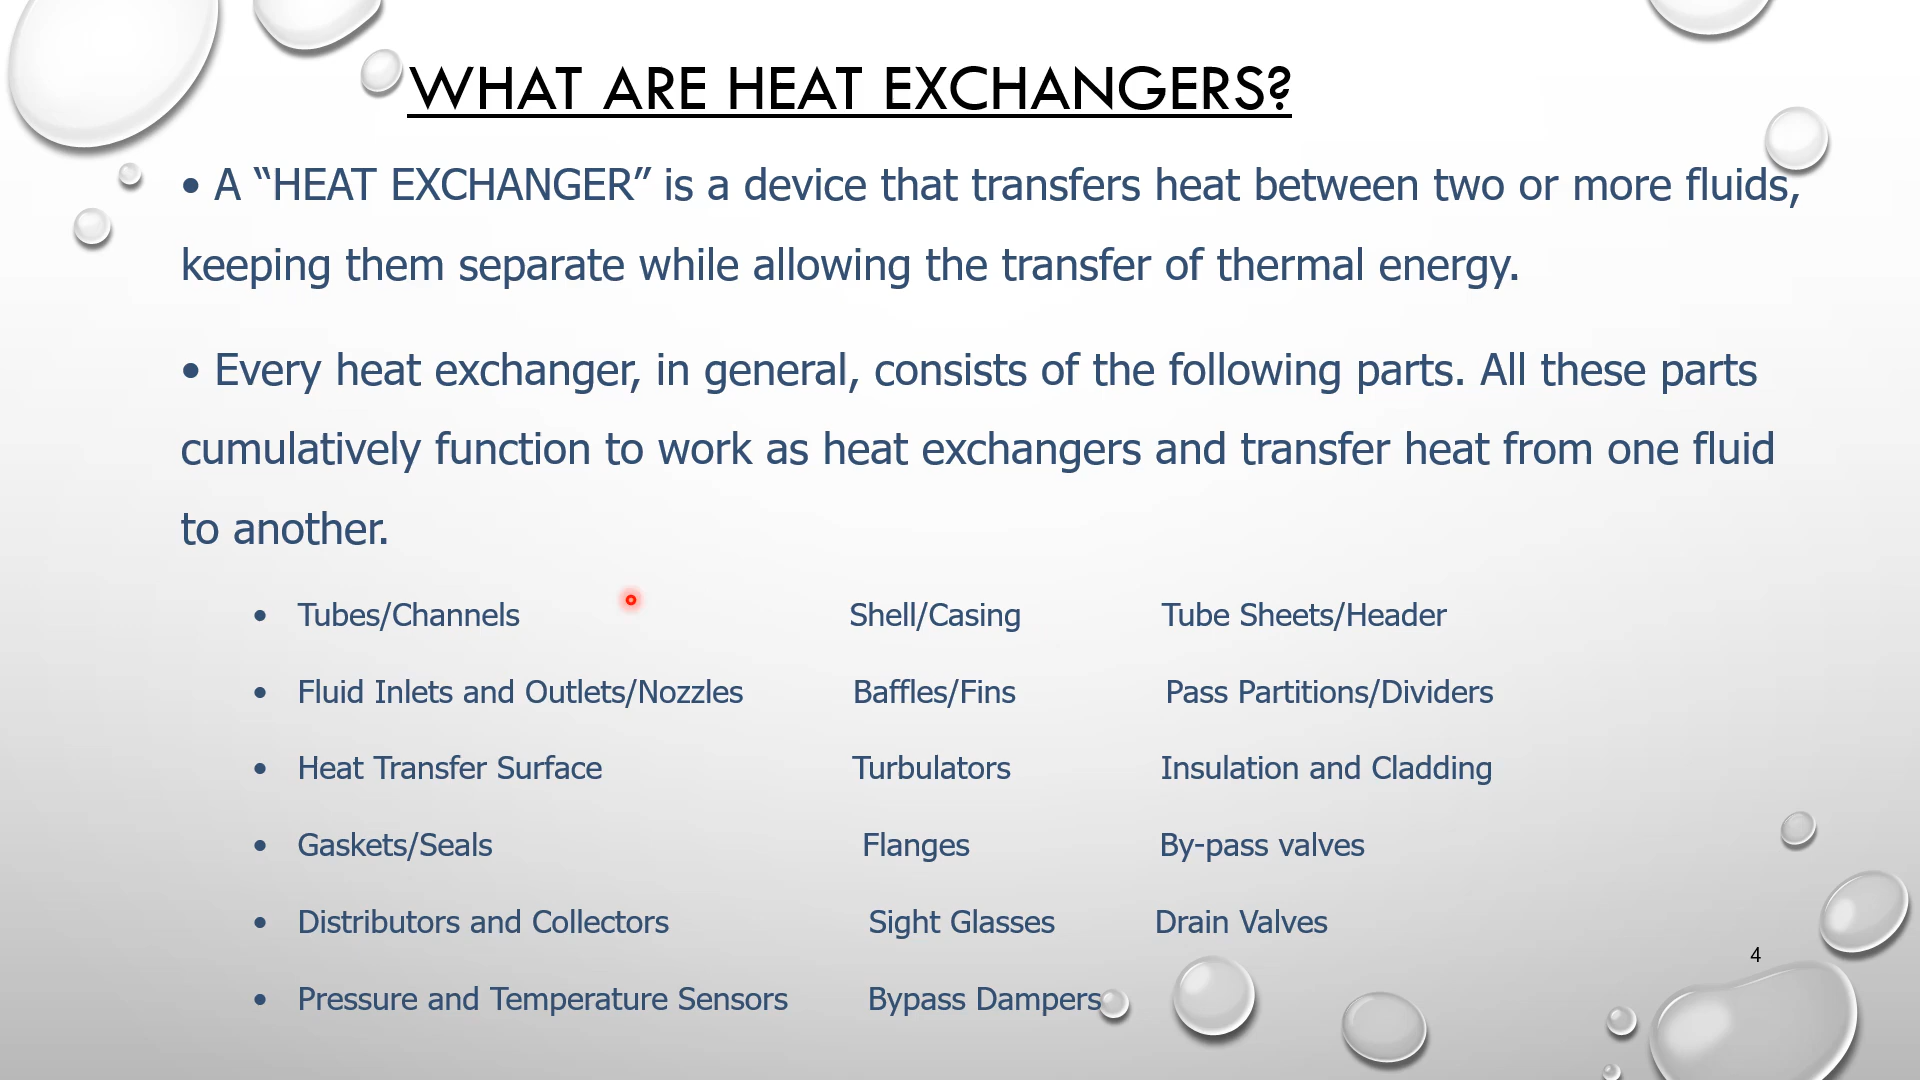 WHAT ARE HEAT EXCHANGERS?
• A “HEAT EXCHANGER” is a device that transfers heat between two or more fluids,
keeping them separate while allowing the transfer of thermal energy.
• Every heat exchanger, in general, consists of the following parts. All these parts
cumulatively function to work as heat exchangers and transfer heat from one fluid
to another.
• Tubes/Channels Shell/Casing Tube Sheets/Header
• Fluid Inlets and Outlets/Nozzles Baffles/Fins Pass Partitions/Dividers
• Heat Transfer Surface Turbulators Insulation and Cladding
• Gaskets/Seals Flanges By-pass valves
• Distributors and Collectors Sight Glasses Drain Valves
• Pressure and Temperature Sensors Bypass Dampers
4